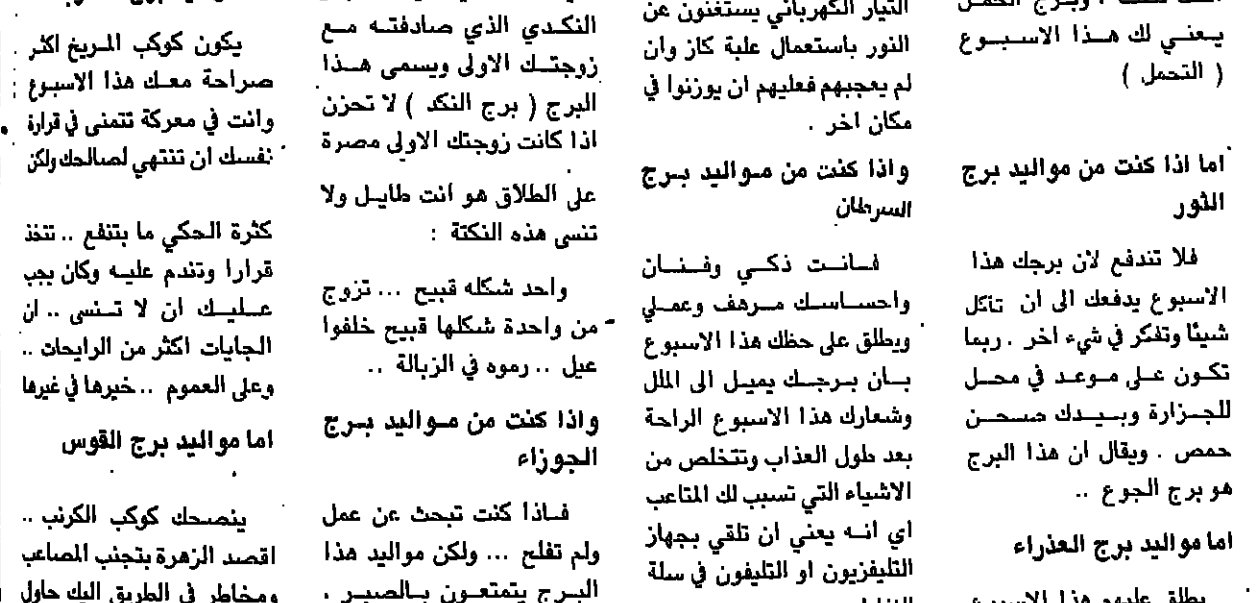 يعني لك هذا الاسبوع
( التحمل )
اما اذا كنت من مواليد برج
الثور
فلا تندفع لان برجك هذا
الاسبوع يدفعك الى ان تاكل
شيئا وتفكر في شيء اخر . ربما
تكون على موعد في محل
للجزارة وبيدك صحن
حمص . ويقال ان هذا البرج
هو برج الجوع ..
اما مواليد برج العذراء
يطلق عليهم هذا الاسبوع
التيار الكهربائي يستغنون عن
النور باستعمال علبة كاز وان
لم يعجبهم فعليهم ان يوزنوا في
مكان اخر .
واذا كنت من مواليد برج
السرطان
فانت ذكي وفنان
واحساسك مرهف وعملي
ويطلق على حظك هذا الاسبوع
بان برجك يميل الى الملل
وشعارك هذا الاسبوع الراحة
بعد طول العذاب وتتخلص من
الاشياء التي تسبب لك المتاعب
اي انه يعني ان تلقي بجهاز
التليفزيون او التليفون في سلة
النكدي الذي صادفته مع
زوجتك الاولى ويسمى هذا
البرج ( برج النكد ) لا تحزن
اذا كانت زوجتك الاولى مصرة
على الطلاق هو انت طايل ولا
تنسى هذه النكتة :
واحد شكله قبيح ... تزوج
من واحدة شكلها قبيح خلفوا
عيل .. رموه في الزبالة ..
واذا كنت من مواليد برج
الجوزاء
فاذا كنت تبحث عن عمل
ولم تفلح ... ولكن مواليد هذا
البرج يتمتعون بالصبر .
يكون كوكب المريخ اكثر
صراحة معك هذا الاسبوع
وانت في معركة تتمنى في قرارة
نفسك ان تنتهي لصالحك ولكن
كثرة الحكي ما بتنفع .. تتخذ
قرارا وتندم عليه وكان يجب
عليك ان لا تنسى .. ان
الجايات اكثر من الرايحات ..
وعلى العموم .. خيرها في غيرها
اما مواليد برج القوس
ينصحك كوكب الكرنب ..
اقصد الزهرة بتجنب المصاعب
ومخاطر في الطريق اليك حاول